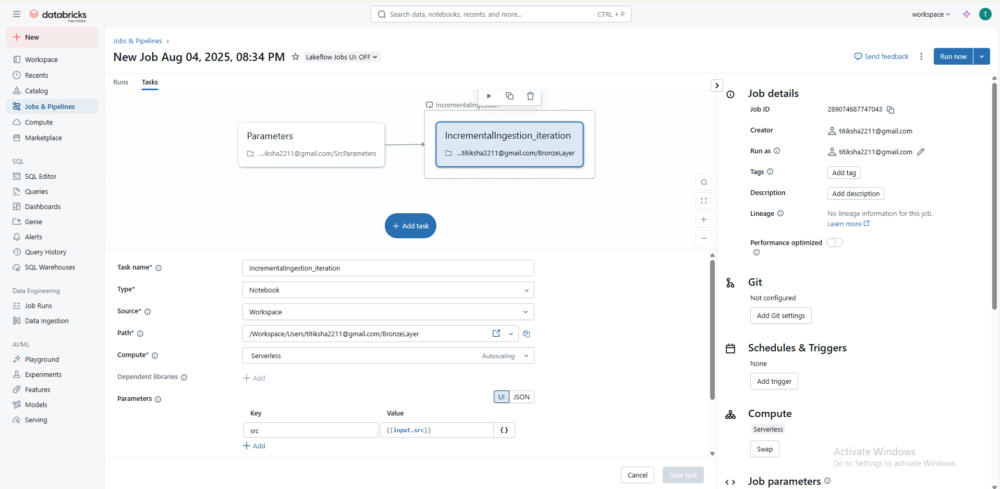 databricks
Free Edition
Search data, notebooks, recents, and more...
CTRL + P
workspace
T
New
Workspace
Recents
Catalog
Jobs & Pipelines
Compute
Marketplace
SQL
SQL Editor
Queries
Dashboards
Genie
Alerts
Query History
SQL Warehouses
Data Engineering
Job Runs
Data Ingestion
AI/ML
Playground
Experiments
Features
Models
Serving
Jobs & Pipelines
New Job Aug 04, 2025, 08:34 PM
Lakeflow Jobs UI: OFF
Send feedback
Run now
Runs
Tasks
IncrementalIngestion
Parameters
...iksha2211@gmail.com/SrcParameters
IncrementalIngestion_iteration
...titiksha2211@gmail.com/BronzeLayer
Add task
Task name*
IncrementalIngestion_iteration
Type*
Notebook
Source*
Workspace
Path*
/Workspace/Users/titiksha2211@gmail.com/BronzeLayer
Compute*
Serverless
Autoscaling
Dependent libraries
Add
Parameters
UI
JSON
Key
Value
src
{{input.src}}
{}
Add
Cancel
Save task
Job details
Job ID
289074687747043
Creator
titiksha2211@gmail.com
Run as
titiksha2211@gmail.com
Tags
Add tag
Description
Add description
Lineage
No lineage information for this job.
Learn more
Performance optimized
Git
Not configured
Add Git settings
Schedules & Triggers
None
Add trigger
Compute
Serverless
Swap
Job parameters
Activate Windows
Go to Settings to activate Windows.